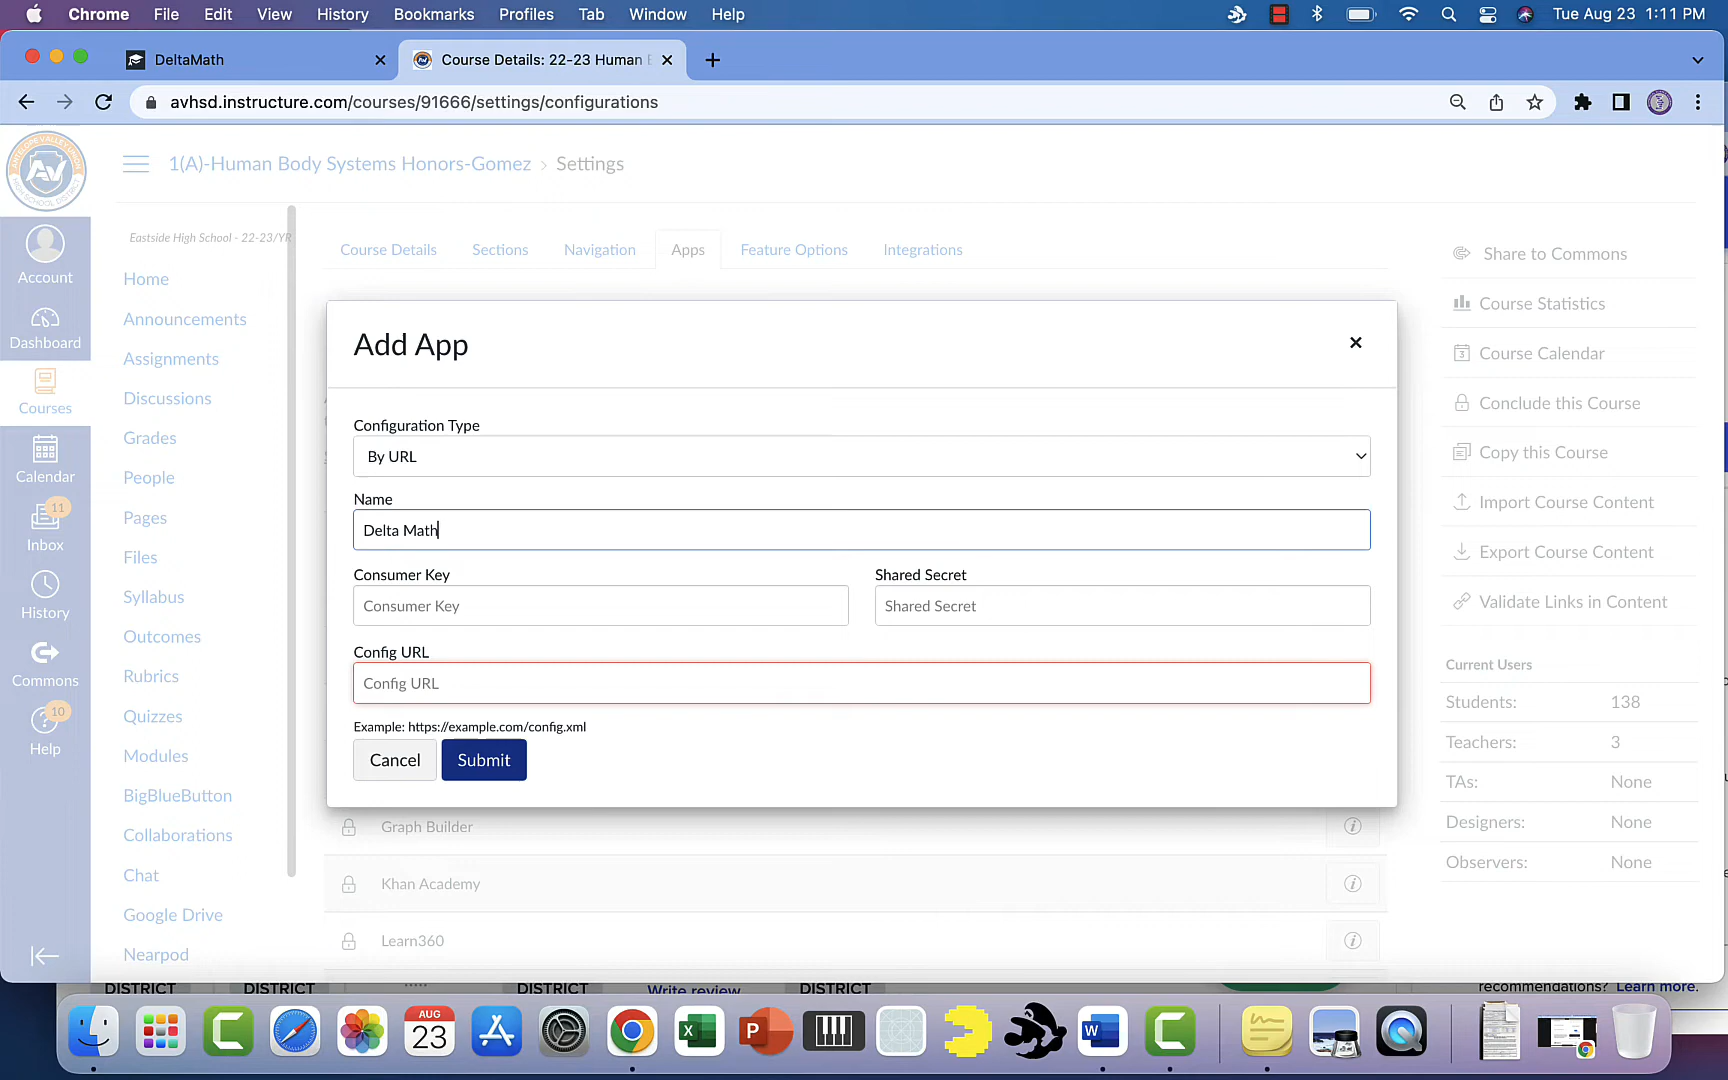 Chrome File Edit View History Bookmarks Profiles Tab Window Help Tue Aug 23 1:11 PM
DeltaMath
Course Details: 22-23 Human
avhsd.instructure.com/courses/91666/settings/configurations
1(A)-Human Body Systems Honors-Gomez > Settings
Account
Dashboard
Courses
Calendar
11
Inbox
History
Commons
10
Help
Eastside High School - 22-23/YR
Home
Announcements
Assignments
Discussions
Grades
People
Pages
Files
Syllabus
Outcomes
Rubrics
Quizzes
Modules
BigBlueButton
Collaborations
Chat
Google Drive
Nearpod
Course Details Sections Navigation Apps Feature Options Integrations
Add App
Configuration Type
By URL
Name
Delta Math
Consumer Key Shared Secret
Consumer Key Shared Secret
Config URL
Config URL
Example: https://example.com/config.xml
Cancel Submit
Graph Builder
Khan Academy
Learn360
Share to Commons
Course Statistics
Course Calendar
Conclude this Course
Copy this Course
Import Course Content
Export Course Content
Validate Links in Content
Current Users
Students: 138
Teachers: 3
TAs: None
Designers: None
Observers: None
DISTRICT DISTRICT DISTRICT Write review DISTRICT recommendations? Learn more.
AUG
23